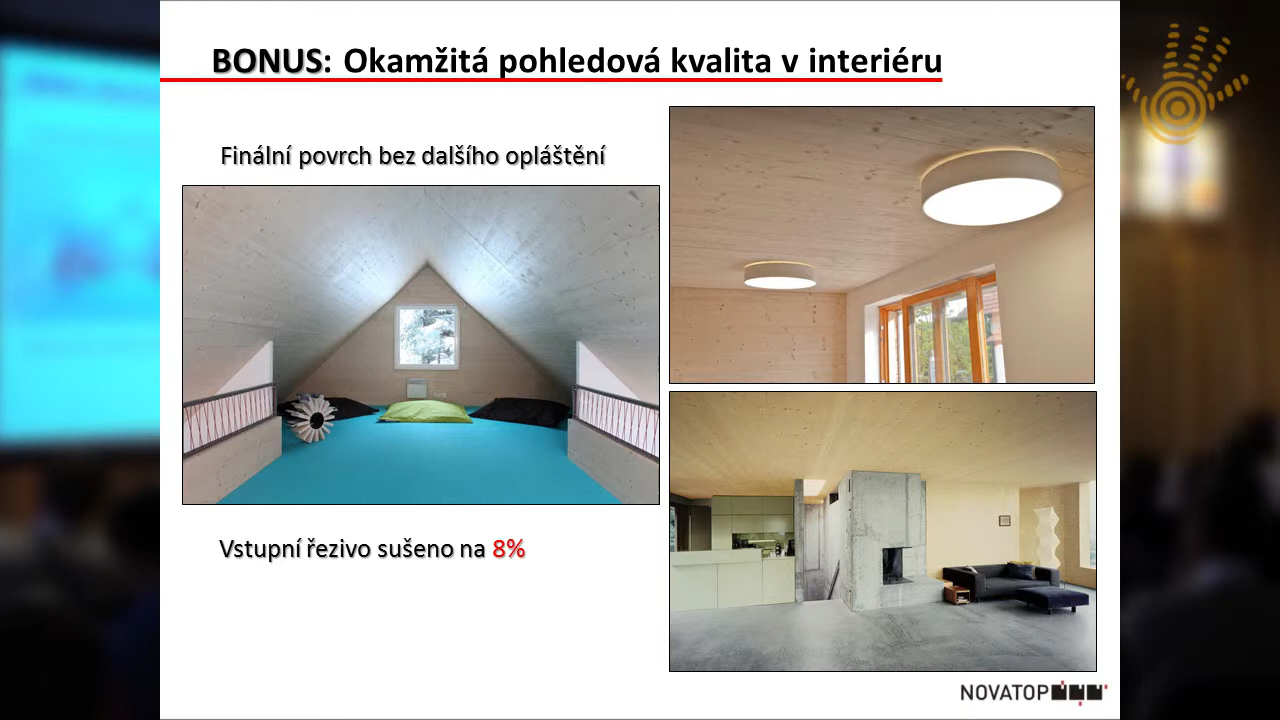 BONUS: Okamžitá pohledová kvalita v interiéru
Finální povrch bez dalšího opláštění
Vstupní řezivo sušeno na 8%
NOVATOP